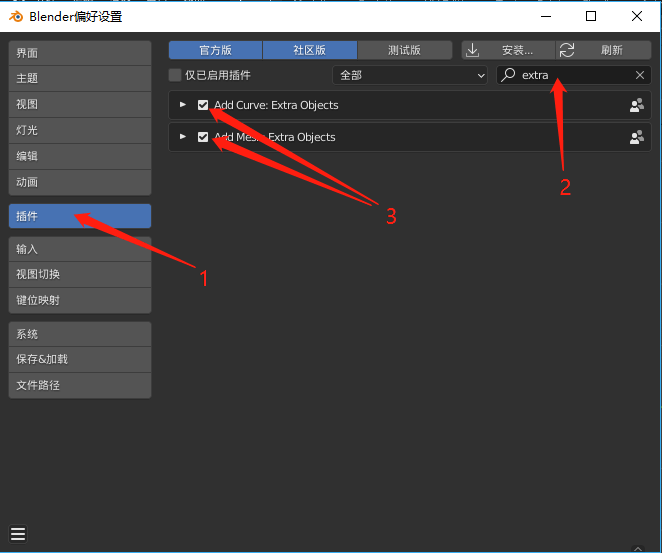 Blender偏好设置
界面
主题
视图
灯光
编辑
动画
插件
输入
视图切换
键位映射
系统
保存&加载
文件路径
官方版 社区版 测试版 安装... 刷新
仅已启用插件 全部 extra
Add Curve: Extra Objects
Add Mesh: Extra Objects
1
2
3